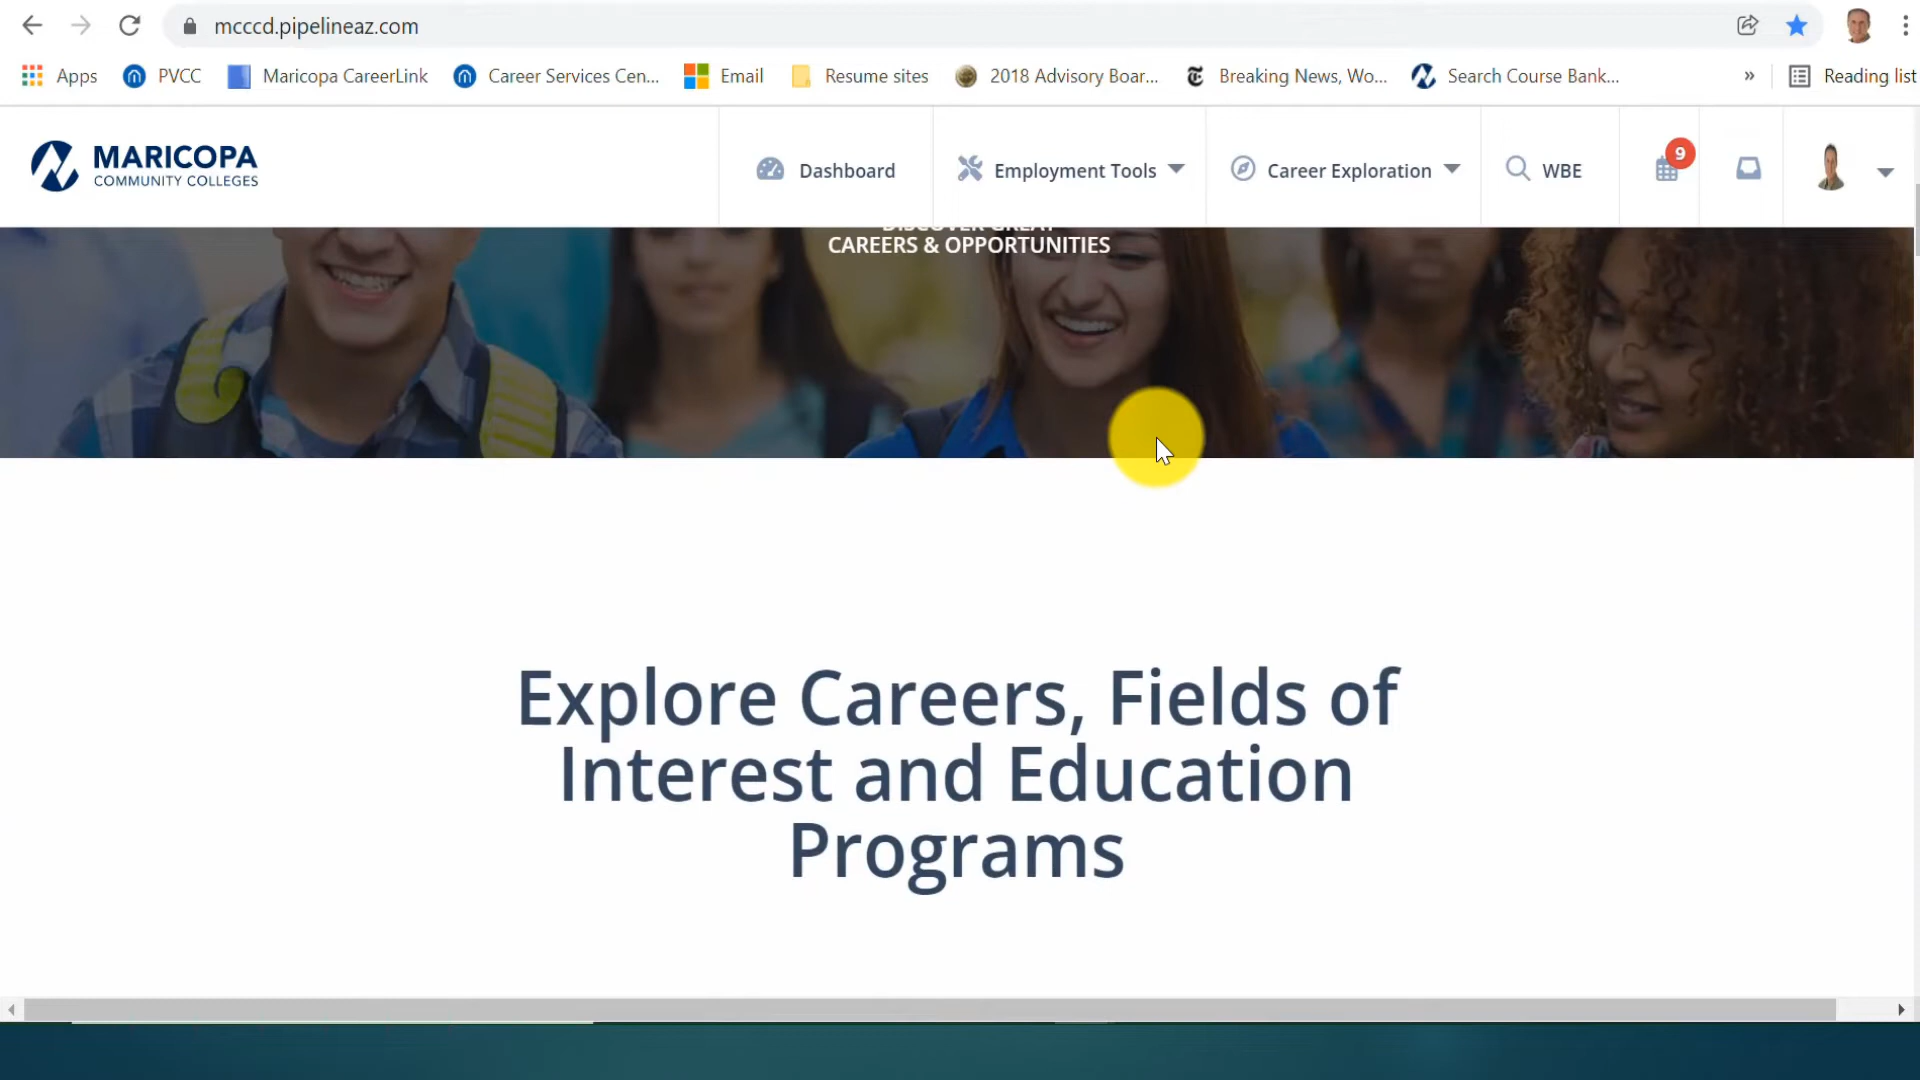 mcccd.pipelineaz.com
Apps PVCC Maricopa CareerLink Career Services Cen... Email Resume sites 2018 Advisory Boar... Breaking News, Wo... Search Course Bank... » Reading list
MARICOPA
COMMUNITY COLLEGES
Dashboard Employment Tools Career Exploration WBE 9
DISCOVER GREAT
CAREERS & OPPORTUNITIES
Explore Careers, Fields of
Interest and Education
Programs